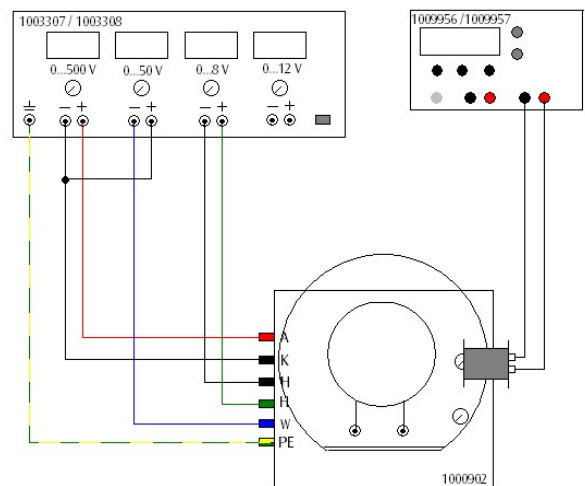 1003307 / 1003308
1009956 /1009957
0...500 V
0...50 V
0...8 V
0...12 V
− +
− +
− +
− +
A
K
H
H
W
PE
1000902